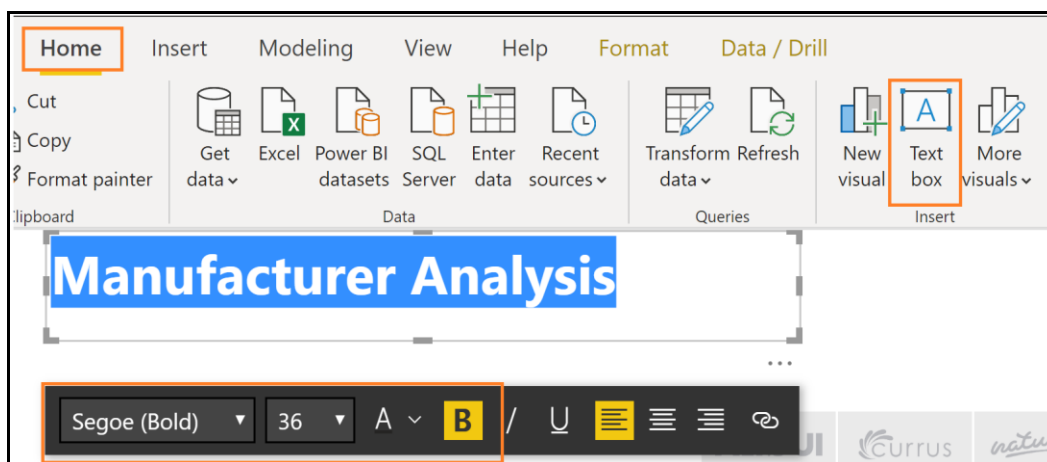 Home Insert Modeling View Help Format Data / Drill
Cut
Copy
Format painter
Get data
Excel
Power BI datasets
SQL Server
Enter data
Recent sources
Transform data
Refresh
New visual
Text box
More visuals
lipboard Data Queries Insert
Manufacturer Analysis
...
Segoe (Bold) 36 A B / U
UI Currus natu